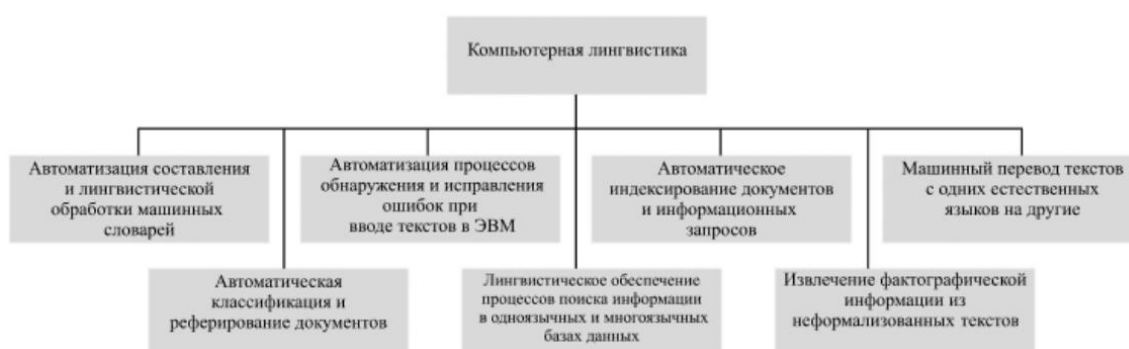 Компьютерная
лингвистика
Автоматизация составления
и лингвистической
обработки машинных
словарей
Автоматизация процессов
обнаружения и исправления
ошибок при
вводе текстов в ЭВМ
Автоматическое
индексирование документов
и информационных
запросов
Машинный перевод текстов
с одних естественных
языков на другие
Автоматическая
классификация и
реферирование документов
Лингвистическое обеспечение
процессов поиска информации
в одноязычных и многоязычных
базах данных
Извлечение фактографической
информации из
неформализованных текстов